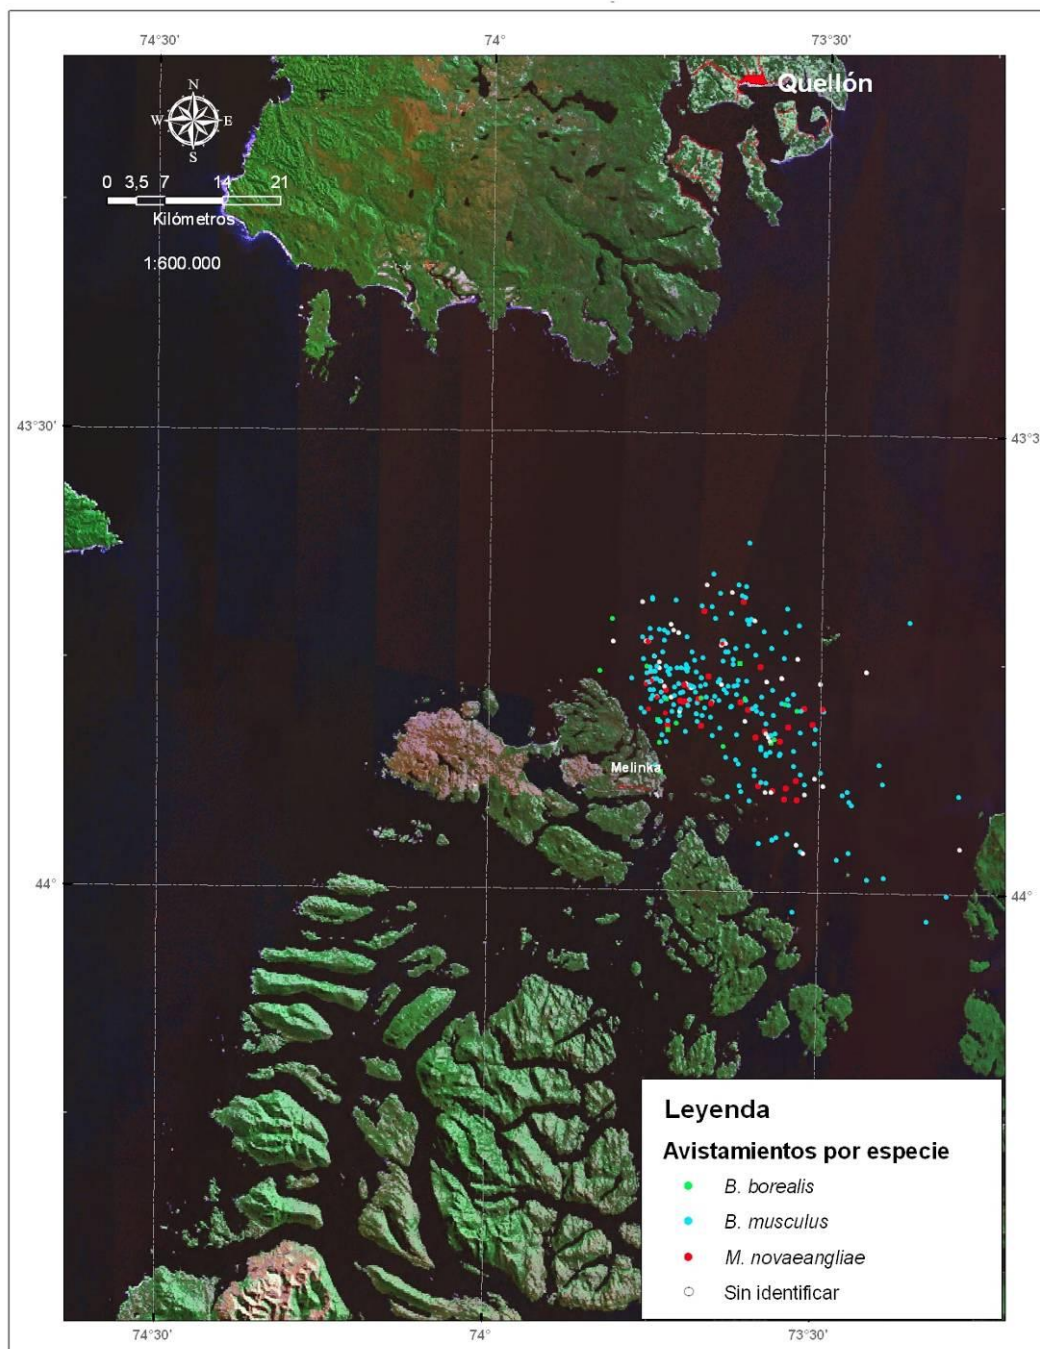 74°30' 74° 73°30'
Quellón
N
W E
S
0 3,5 7 14 21
Kilómetros
1:600.000
43°30' 43°3
Melinka
44° 44°
Leyenda
Avistamientos por especie
B. borealis
B. musculus
M. novaeangliae
Sin identificar
74°30' 74° 73°30'